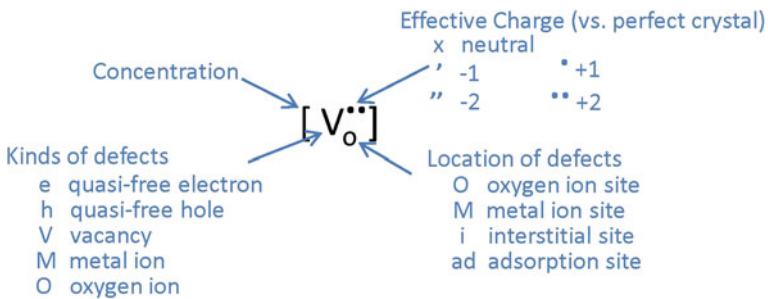 Effective Charge (vs. perfect crystal)
x neutral
’ -1 • +1
” -2 •• +2
Concentration
[ V••O ]
Kinds of defects
e quasi-free electron
h quasi-free hole
V vacancy
M metal ion
O oxygen ion
Location of defects
O oxygen ion site
M metal ion site
i interstitial site
ad adsorption site